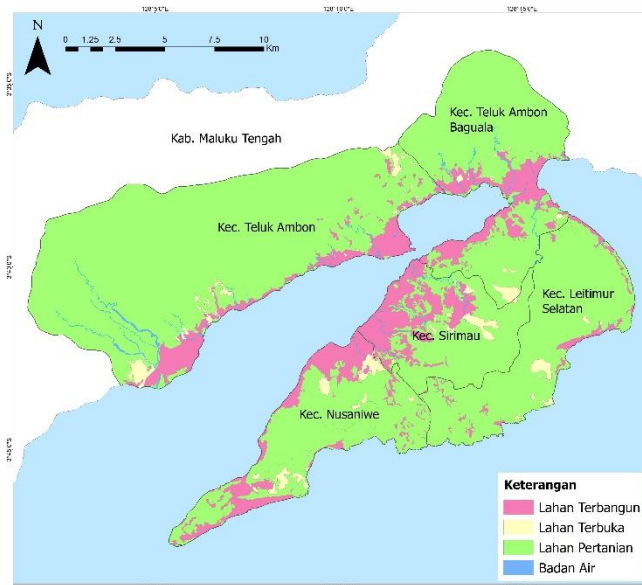 N
0 1.25 2.5 5 7.5 10
Km
Kec. Teluk Ambon
Baguala
Kab. Maluku Tengah
Kec. Teluk Ambon
Kec. Leitimur
Selatan
Kec. Sirimau
Kec. Nusaniwe
Keterangan
Lahan Terbangun
Lahan Terbuka
Lahan Pertanian
Badan Air